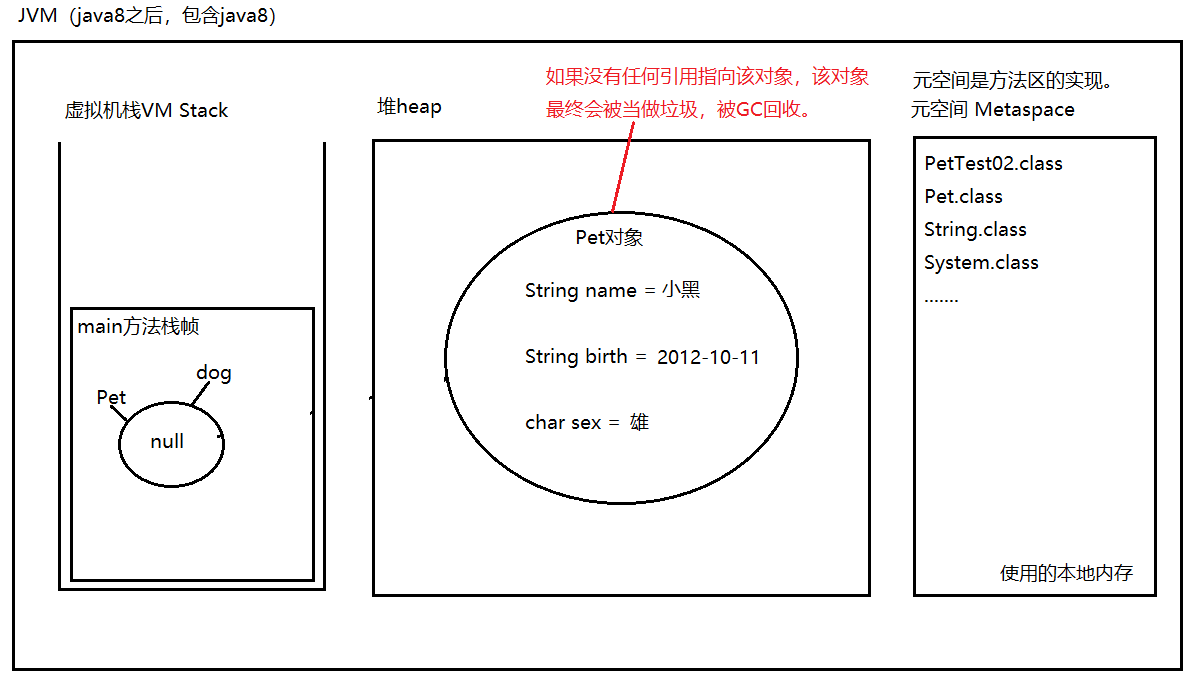 JVM（java8之后，包含java8）
虚拟机栈VM Stack
堆heap
如果没有任何引用指向该对象，该对象
最终会被当做垃圾，被GC回收。
元空间是方法区的实现。
元空间 Metaspace
main方法栈帧
Pet
dog
null
Pet对象
String name = 小黑
String birth = 2012-10-11
char sex = 雄
PetTest02.class
Pet.class
String.class
System.class
.......
使用的本地内存